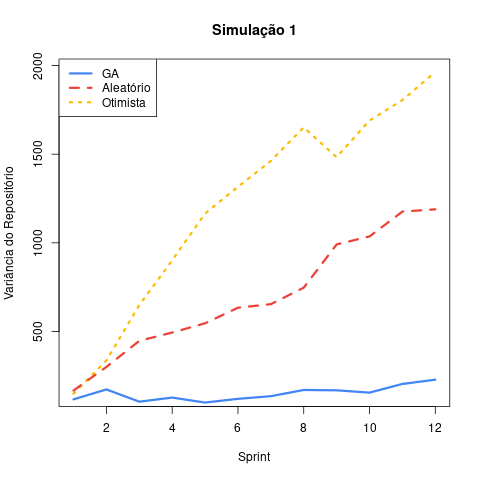 Simulação 1
GA
Aleatório
Otimista
Variância do Repositório
2000
1500
1000
500
2 4 6 8 10 12
Sprint